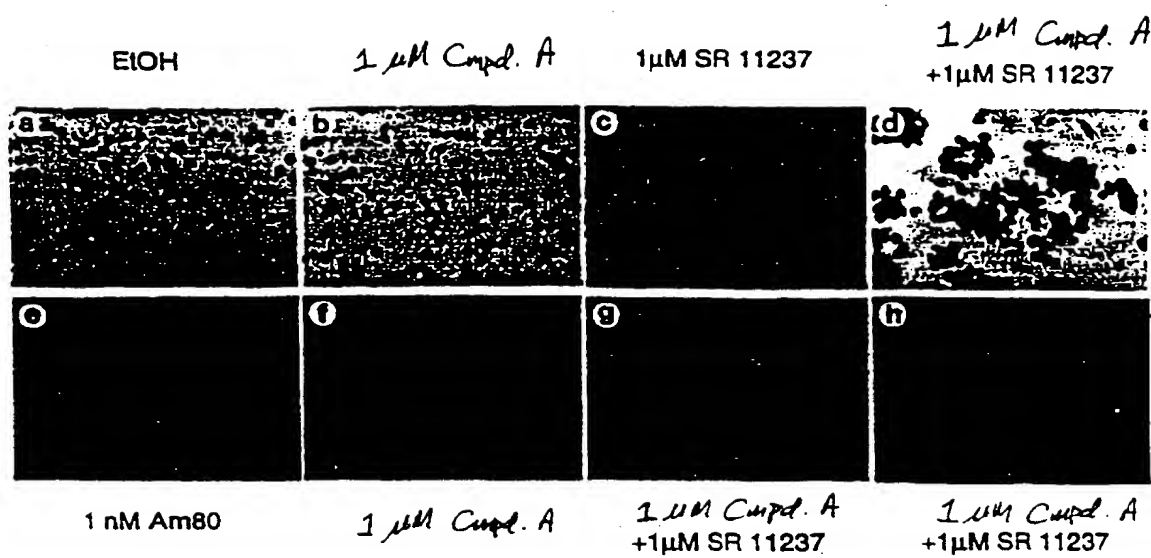 EtOH
1 µM Cmpd. A
1µM SR 11237
1 µM Cmpd. A
+1µM SR 11237
a
b
c
d
e
f
g
h
1 nM Am80
1 µM Cmpd. A
1 µM Cmpd. A
+1µM SR 11237
1 µM Cmpd. A
+1µM SR 11237